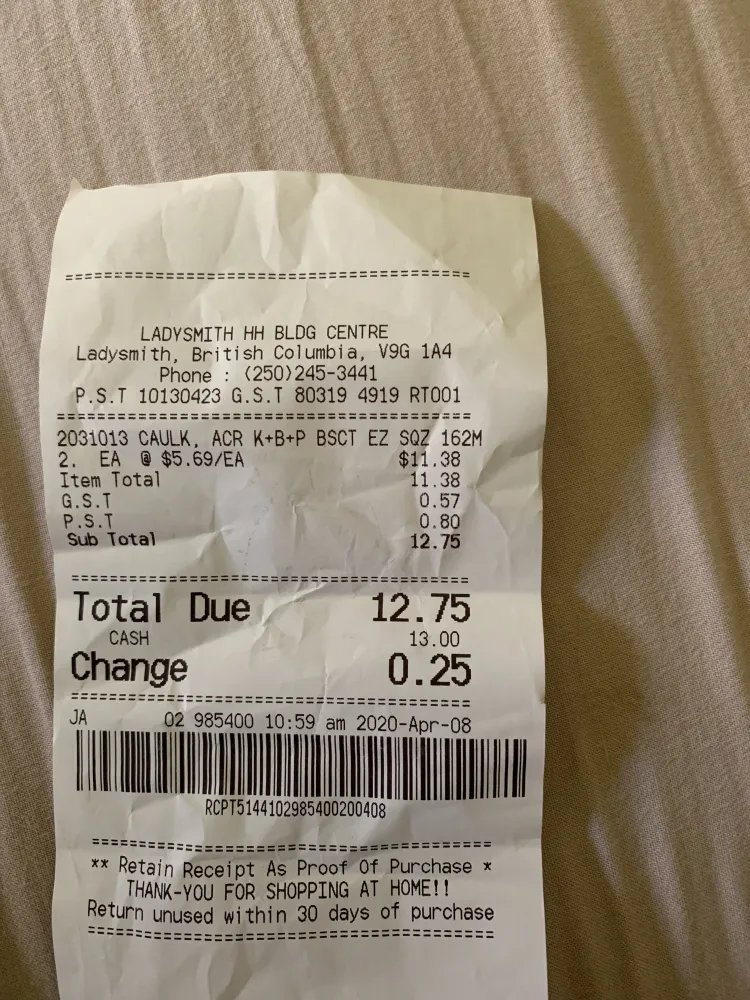 =============================================
LADYSMITH HH BLDG CENTRE
Ladysmith, British Columbia, V9G 1A4
Phone : (250)245-3441
P.S.T 10130423 G.S.T 80319 4919 RT001
=============================================
2031013 CAULK, ACR K+B+P BSCT EZ SQZ 162M
2. EA @ $5.69/EA $11.38
Item Total 11.38
G.S.T 0.57
P.S.T 0.80
Sub Total 12.75
=============================================
Total Due 12.75
CASH 13.00
Change 0.25
=============================================
JA 02 985400 10:59 am 2020-Apr-08
RCPT5144102985400200408
=============================================
** Retain Receipt As Proof Of Purchase *
THANK-YOU FOR SHOPPING AT HOME!!
Return unused within 30 days of purchase
=============================================